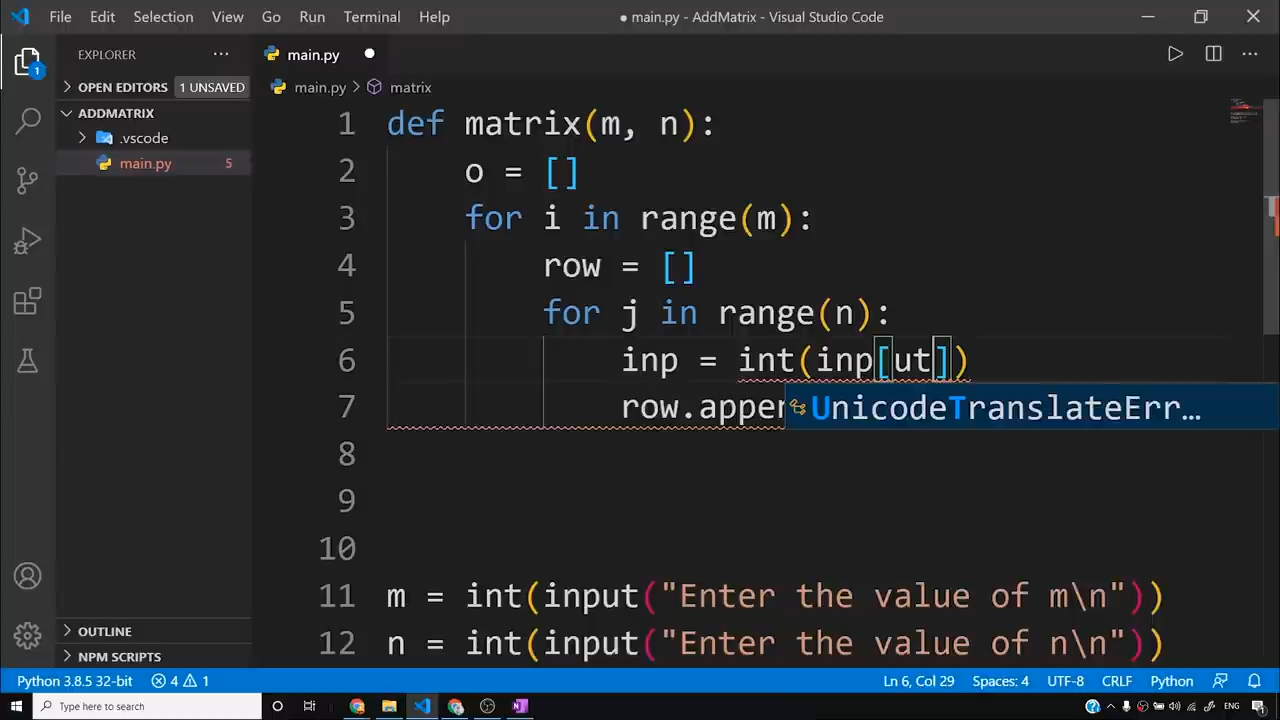 File Edit Selection View Go Run Terminal Help
● main.py - AddMatrix - Visual Studio Code
EXPLORER
OPEN EDITORS 1 UNSAVED
ADDMATRIX
.vscode
main.py 5
OUTLINE
NPM SCRIPTS
1
main.py ●
main.py > matrix
1 def matrix(m, n):
2 o = []
3 for i in range(m):
4 row = []
5 for j in range(n):
6 inp = int(inp[ut])
7 row.apper
UnicodeTranslateErr...
8
9
10
11 m = int(input("Enter the value of m\n"))
12 n = int(input("Enter the value of n\n"))
Python 3.8.5 32-bit 4 1 Ln 6, Col 29 Spaces: 4 UTF-8 CRLF Python
Type here to search
ENG